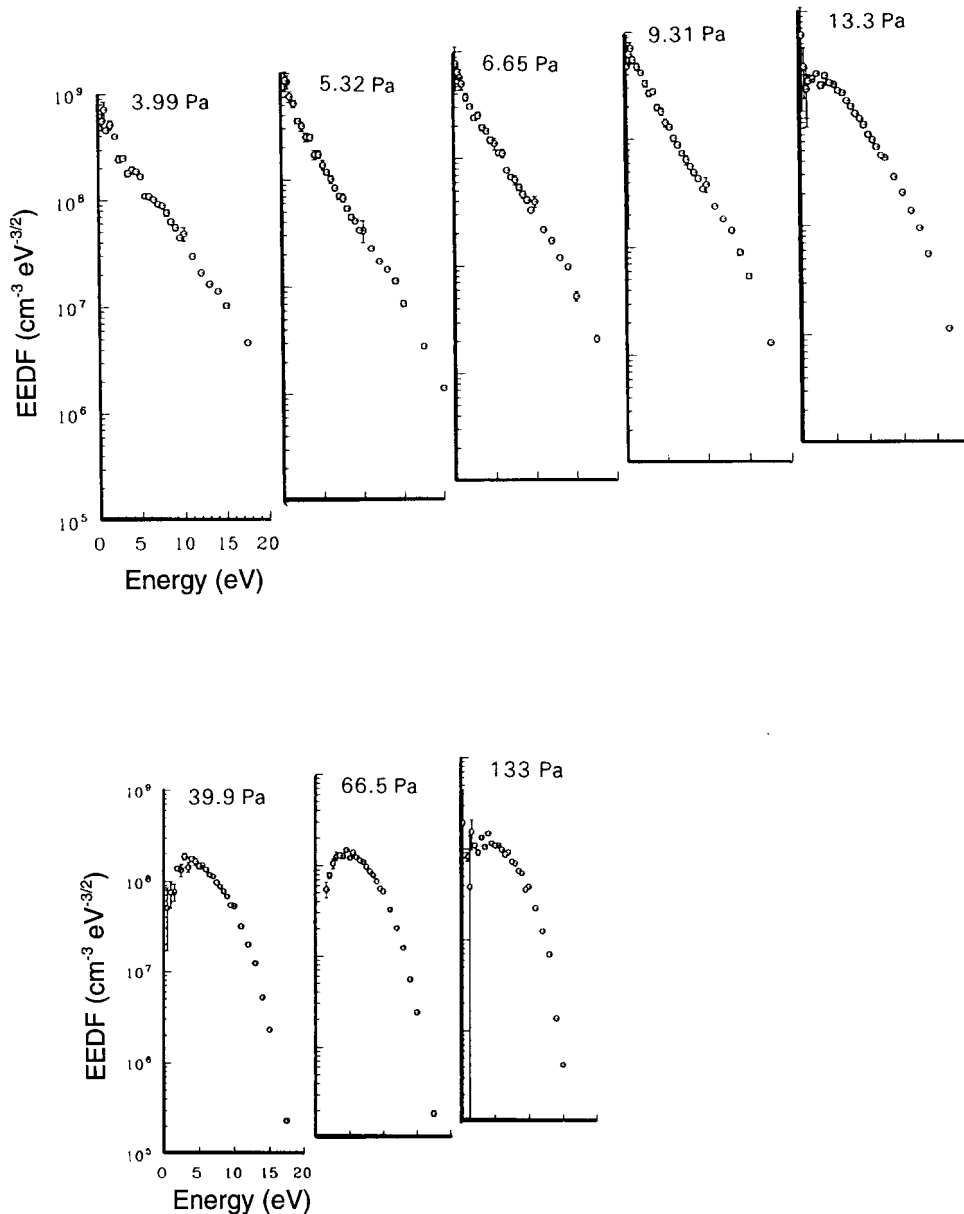 3.99 Pa
5.32 Pa
6.65 Pa
9.31 Pa
13.3 Pa
EEDF (cm⁻³ eV⁻³/²)
10⁹
10⁸
10⁷
10⁶
10⁵
0 5 10 15 20
Energy (eV)
39.9 Pa
66.5 Pa
133 Pa
EEDF (cm⁻³ eV⁻³/²)
10⁹
10⁸
10⁷
10⁶
10⁵
0 5 10 15 20
Energy (eV)